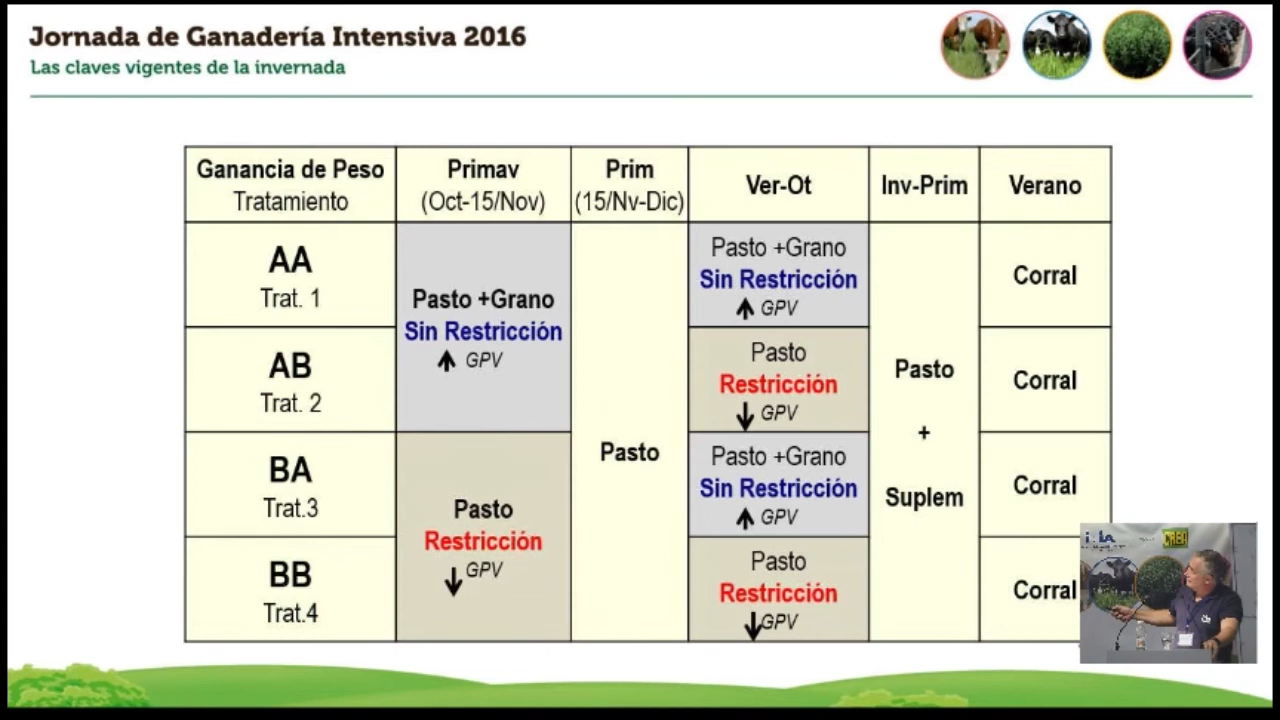 Jornada de Ganadería Intensiva 2016
Las claves vigentes de la invernada
Ganancia de Peso
Tratamiento
Primav
(Oct-15/Nov)
Prim
(15/Nv-Dic)
Ver-Ot
Inv-Prim
Verano
AA
Trat. 1
Pasto +Grano
Sin Restricción
GPV
Pasto
Pasto +Grano
Sin Restricción
GPV
Pasto
+
Suplem
Corral
AB
Trat. 2
Pasto
Restricción
GPV
Corral
BA
Trat.3
Pasto
Restricción
GPV
Pasto +Grano
Sin Restricción
GPV
Corral
BB
Trat.4
Pasto
Restricción
GPV
Corral
CREA